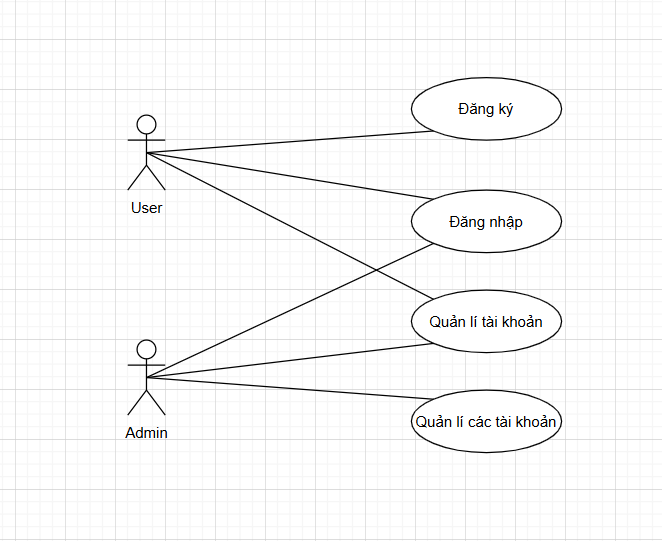 Đăng ký
User
Đăng nhập
Quản lí tài khoản
Admin
Quản lí các tài khoản